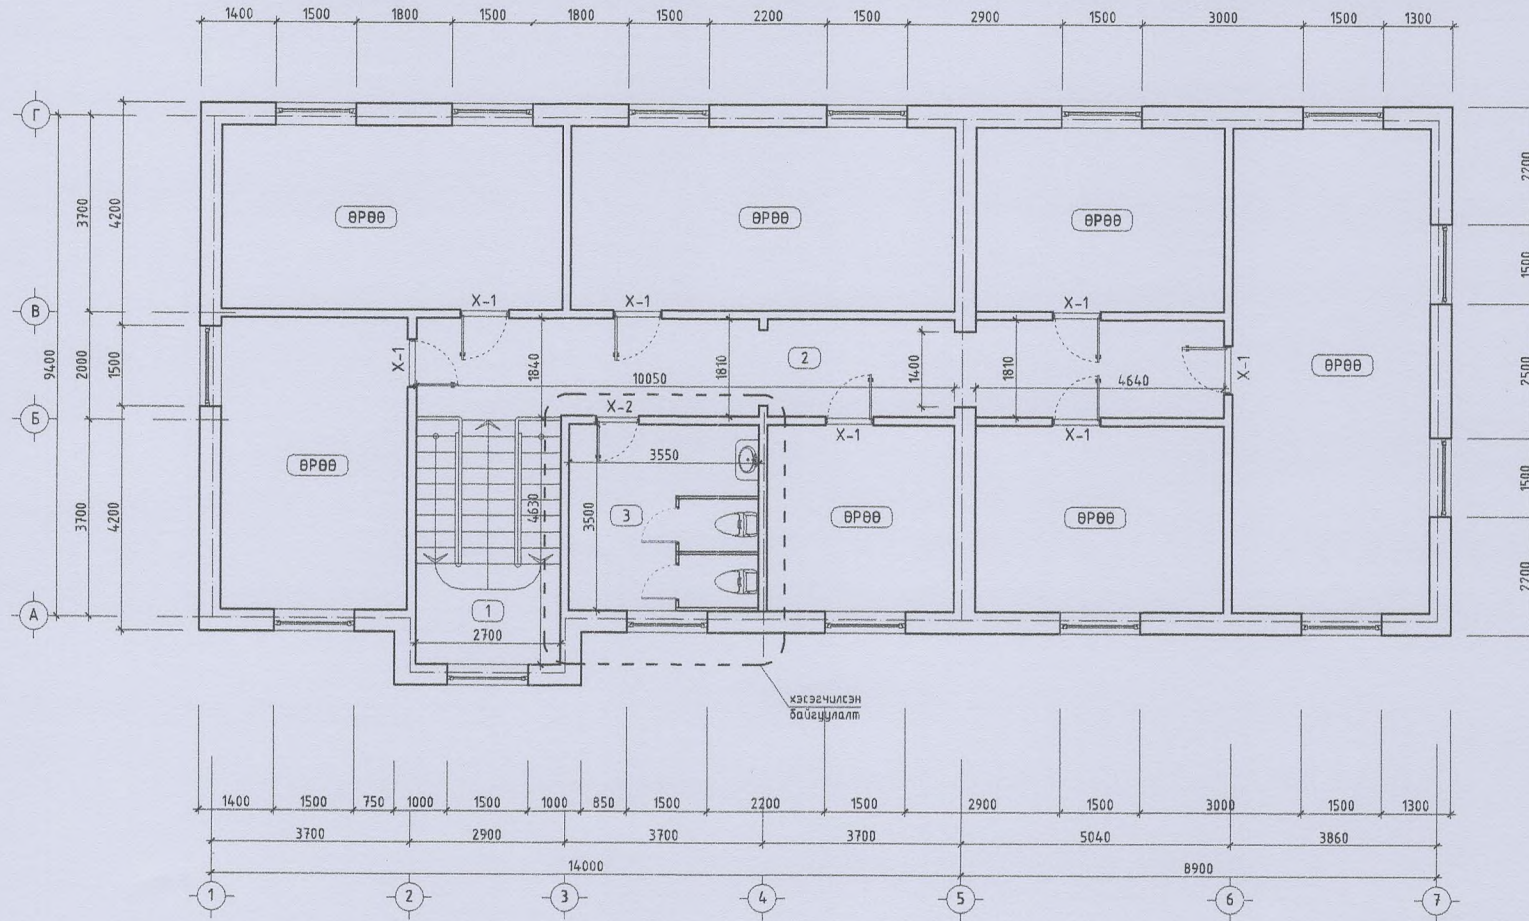 1400 1500 1800 1500 1800 1500 2200 1500 2900 1500 3000 1500 1300
Г
В
Б
А
9400
3700 2000 3700
4200 1500 4200
2200
1500
2500
1500
2200
ӨРӨӨ ӨРӨӨ ӨРӨӨ
X-1 X-1 X-1
X-1
1840
10050
1810
2
1400
1810
4640
X-1
ӨРӨӨ
X-2
X-1
X-1
ӨРӨӨ
4630
3550
3500
3
ӨРӨӨ
ӨРӨӨ
1
2700
хэсэгчилсэн
байгуулалт
1400 1500 750 1000 1500 1000 850 1500 2200 1500 2900 1500 3000 1500 1300
3700 2900 3700 3700 5040 3860
14000 8900
1 2 3 4 5 6 7